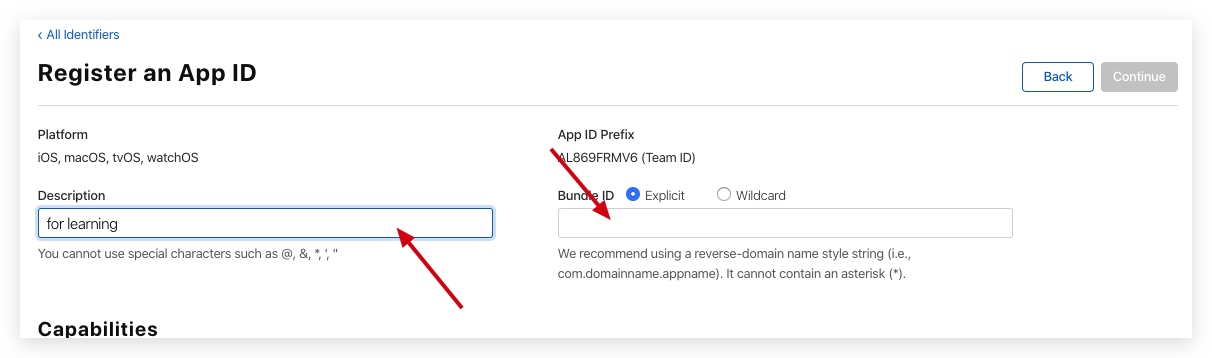 ‹ All Identifiers
Register an App ID
Back
Continue
Platform
iOS, macOS, tvOS, watchOS
App ID Prefix
AL869FRMV6 (Team ID)
Description
for learning
You cannot use special characters such as @, &, *, ', "
Bundle ID Explicit Wildcard
We recommend using a reverse-domain name style string (i.e.,
com.domainname.appname). It cannot contain an asterisk (*).
Capabilities